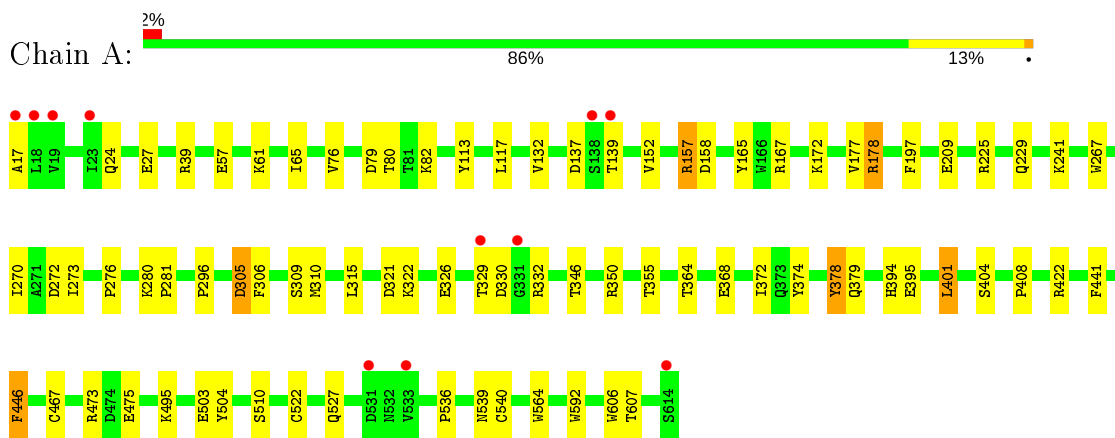 2%
Chain A:
86% 13% •
A17 L18 V19 I23 Q24 E27 R39 E57 K61 I65 V76 D79 T80 T81 K82 Y113 L117 V132 D137 S138 T139 V152 R157 D158 Y165 W166 R167 K172 V177 R178 F197 E209 R225 Q229 K241 W267
I270 A271 D272 I273 P276 K280 P281 P296 D305 F306 S309 M310 L315 D321 K322 E326 T329 D330 G331 R332 T346 R350 T355 T364 E368 I372 Q373 Y374 Y378 Q379 H394 E395 L401 S404 P408 R422 F441
F446 C467 R473 D474 E475 K495 E503 Y504 S510 C522 Q527 D531 N532 V533 P536 N539 C540 W564 W592 W606 T607 S614